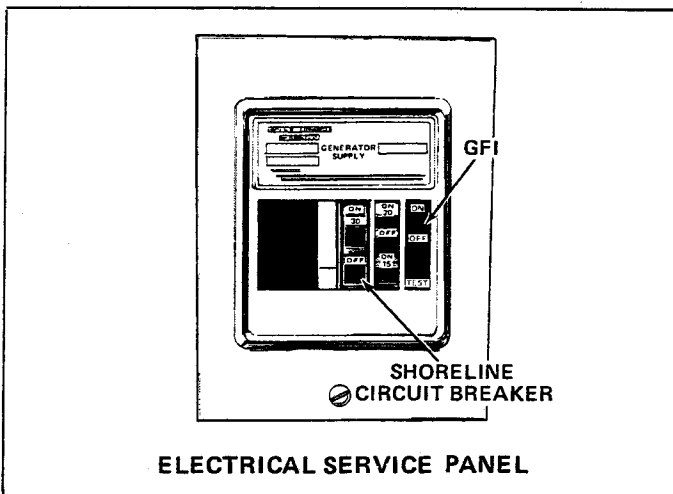 GENERATOR
SUPPLY
GFI
ON
30
OFF
ON
20
OFF
ON
15
ON
OFF
TEST
SHORELINE
CIRCUIT BREAKER
ELECTRICAL SERVICE PANEL